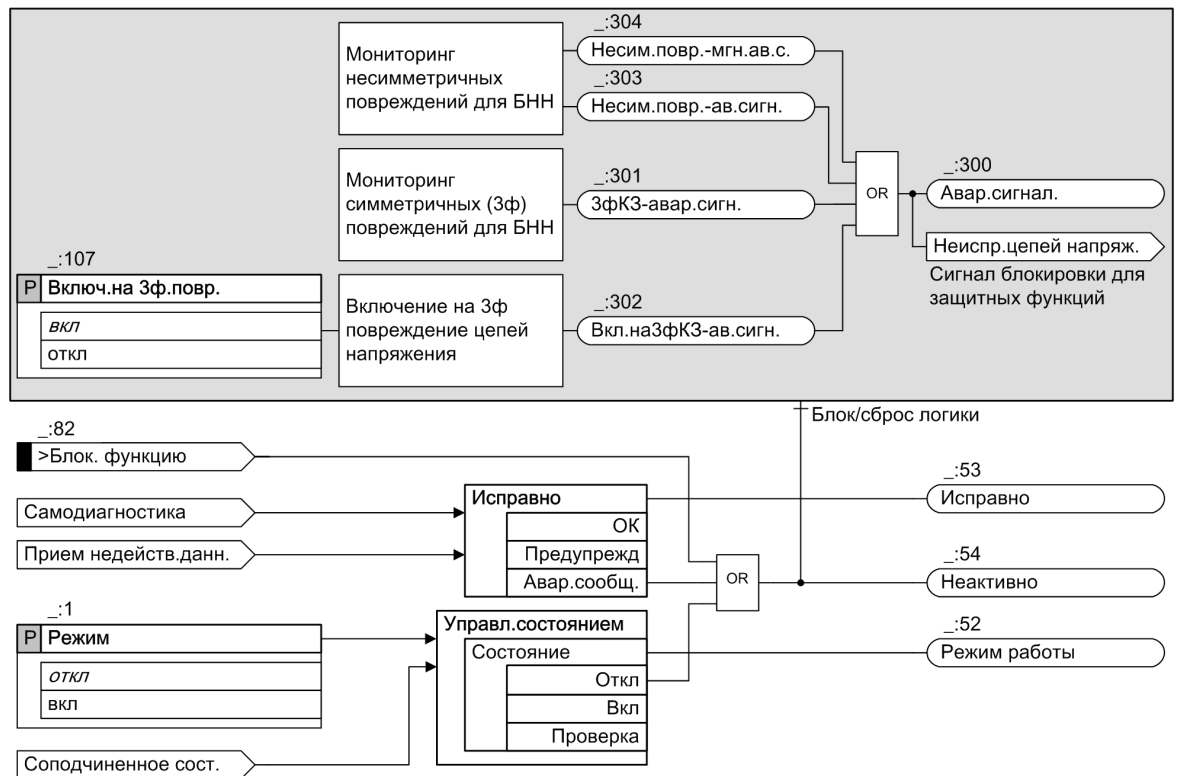 _:304
Мониторинг
несимметричных
повреждений для БНН
Несим.повр.-мгн.ав.с.
_:303
Несим.повр.-ав.сигн.
Мониторинг
симметричных (3ф)
повреждений для БНН
_:301
3фКЗ-авар.сигн.
OR
_:300
Авар.сигнал.
Неиспр.цепей напряж.
Сигнал блокировки для
защитных функций
_:107
P Включ.на 3ф.повр.
вкл
откл
Включение на 3ф
повреждение цепей
напряжения
_:302
Вкл.на3фКЗ-ав.сигн.
Блок/сброс логики
_:82
>Блок. функцию
Самодиагностика
Прием недейств.данн.
Исправно
ОК
Предупрежд
Авар.сообщ.
OR
_:53
Исправно
_:54
Неактивно
_:1
P Режим
откл
вкл
Соподчиненное сост.
Управл.состоянием
Состояние
Откл
Вкл
Проверка
_:52
Режим работы